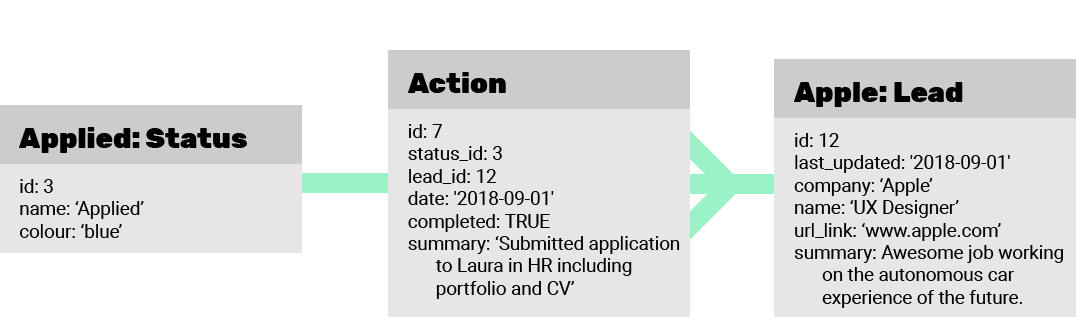 Applied: Status
id: 3
name: ‘Applied’
colour: ‘blue’
Action
id: 7
status_id: 3
lead_id: 12
date: '2018-09-01'
completed: TRUE
summary: ‘Submitted application
to Laura in HR including
portfolio and CV’
Apple: Lead
id: 12
last_updated: '2018-09-01'
company: ‘Apple’
name: ‘UX Designer’
url_link: ‘www.apple.com’
summary: Awesome job working
on the autonomous car
experience of the future.